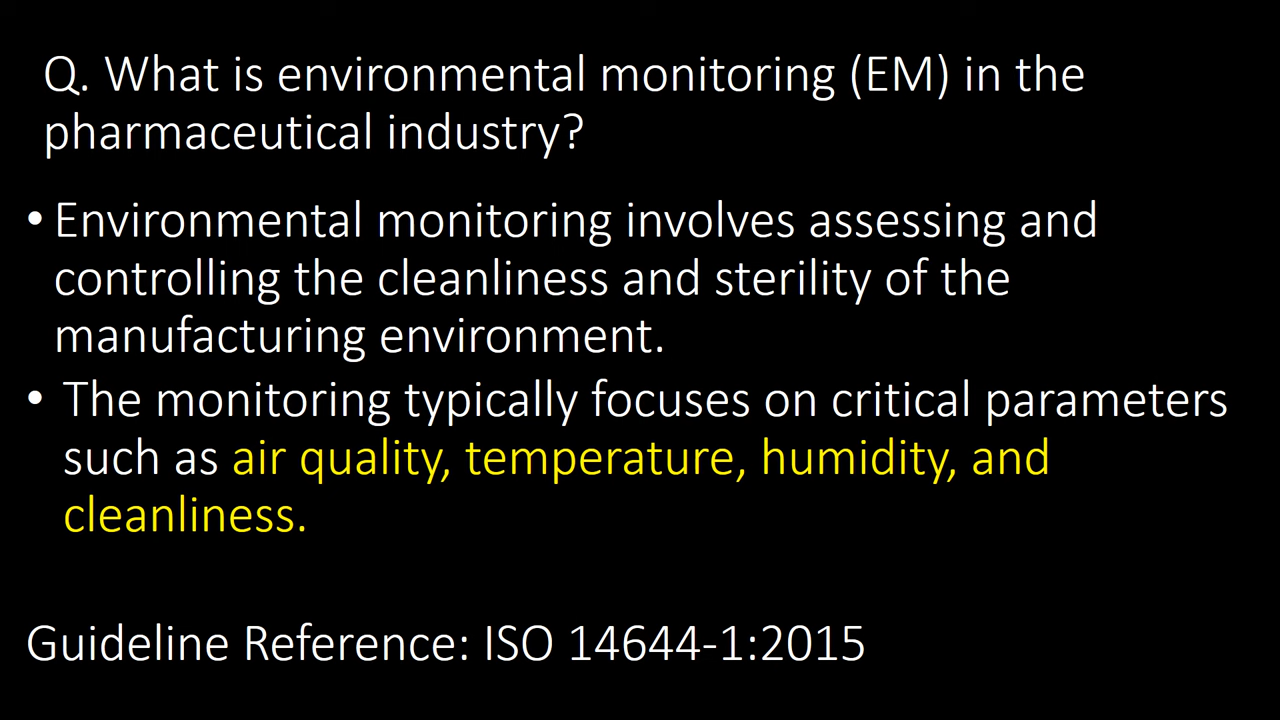 Q. What is environmental monitoring (EM) in the
pharmaceutical industry?
• Environmental monitoring involves assessing and
controlling the cleanliness and sterility of the
manufacturing environment.
• The monitoring typically focuses on critical parameters
such as air quality, temperature, humidity, and
cleanliness.
Guideline Reference: ISO 14644-1:2015